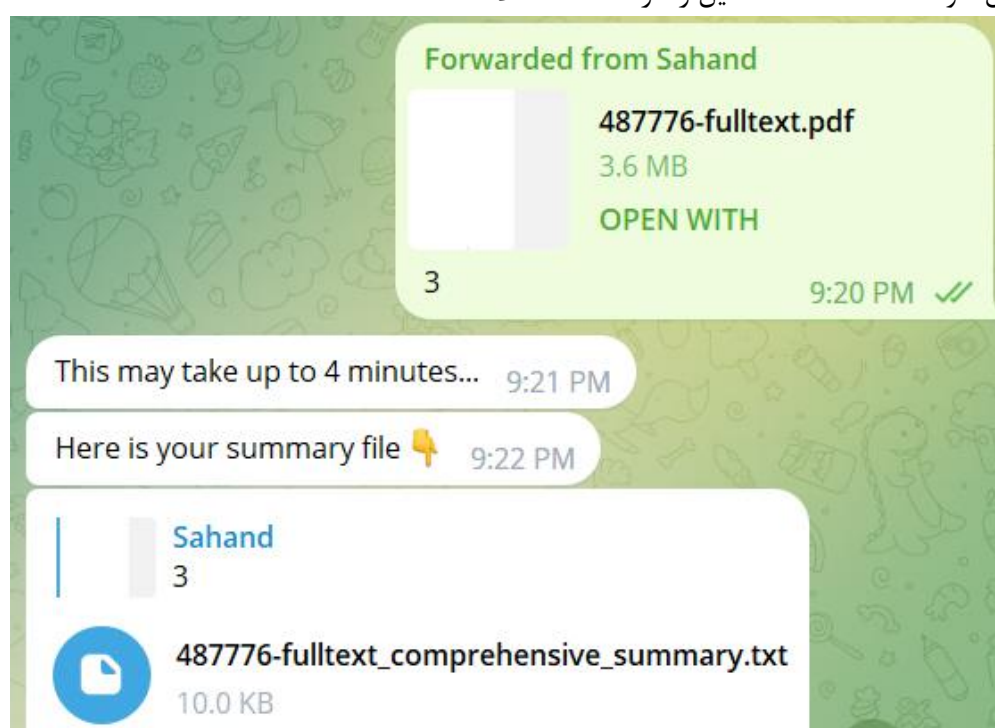 Forwarded from Sahand
487776-fulltext.pdf
3.6 MB
OPEN WITH
3
9:20 PM
This may take up to 4 minutes... 9:21 PM
Here is your summary file 👇 9:22 PM
Sahand
3
487776-fulltext_comprehensive_summary.txt
10.0 KB